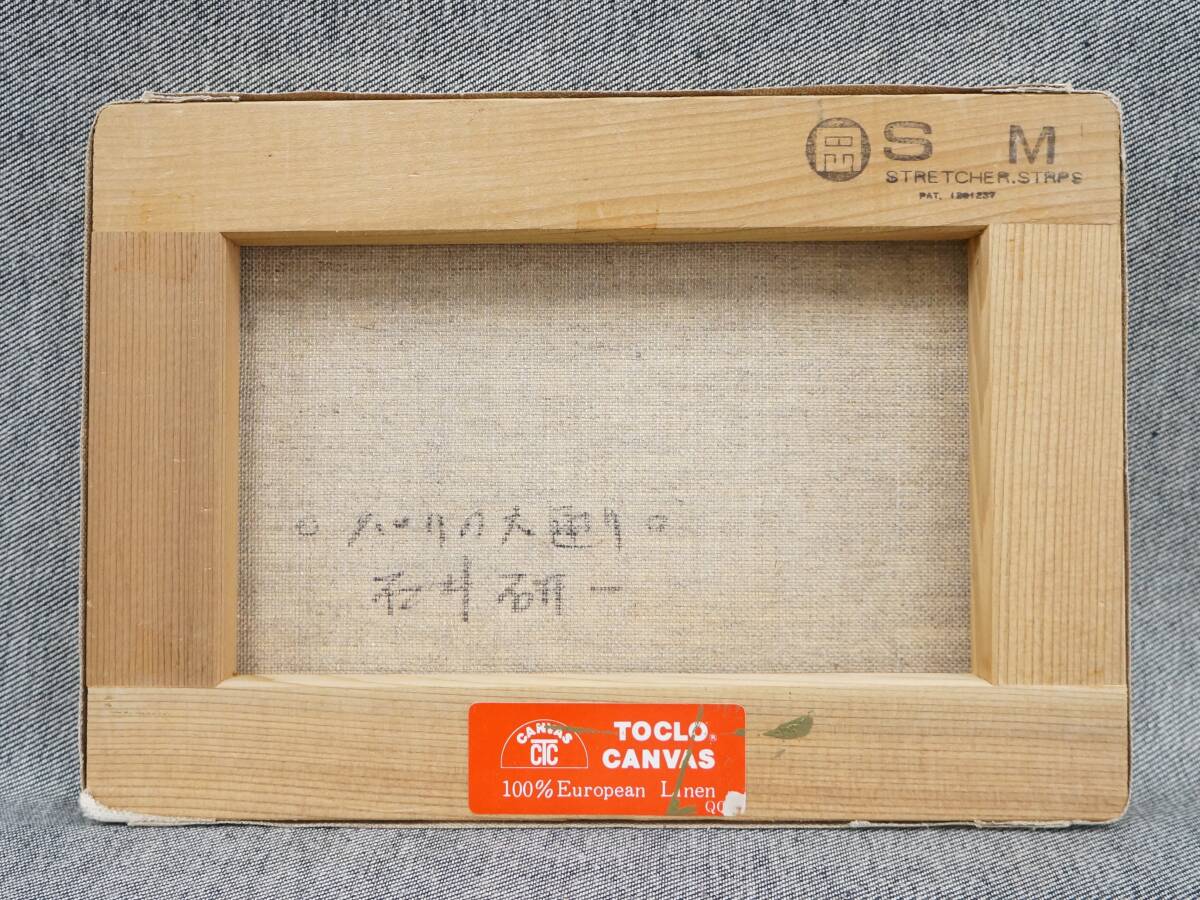 S M
STRETCHER.STRPS
PAT.
○ パリの大通り ○
石井 研一
CANVAS
CTC
TOCLO®
CANVAS
100% European Linen